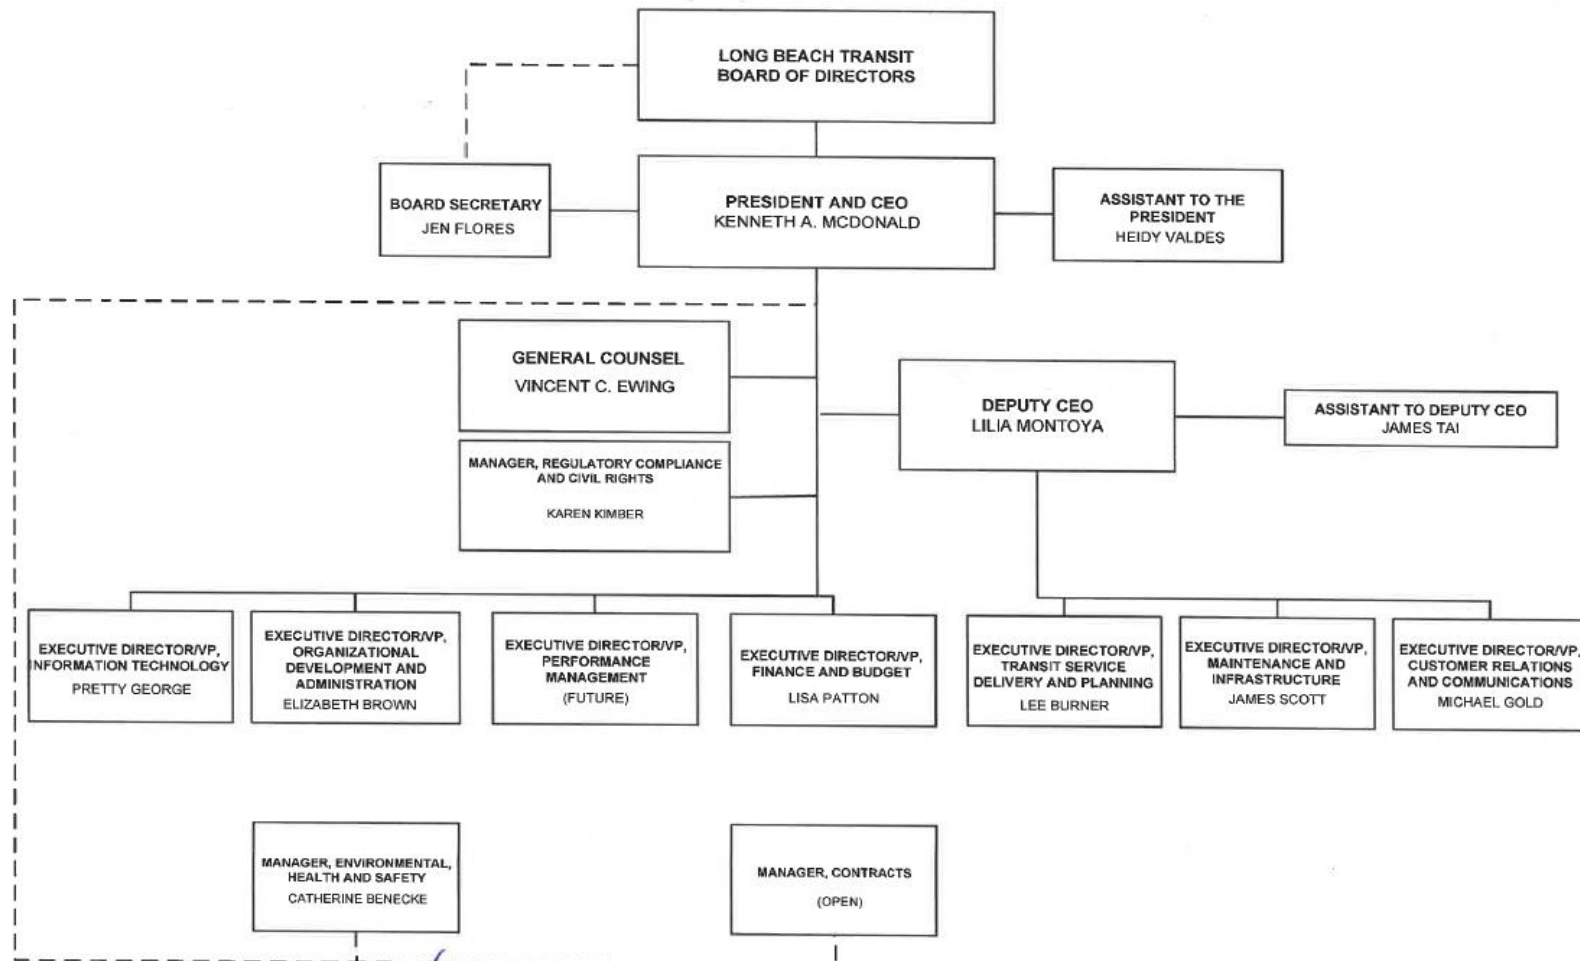 LONG BEACH TRANSIT
BOARD OF DIRECTORS
BOARD SECRETARY
JEN FLORES
PRESIDENT AND CEO
KENNETH A. MCDONALD
ASSISTANT TO THE
PRESIDENT
HEIDY VALDES
GENERAL COUNSEL
VINCENT C. EWING
DEPUTY CEO
LILIA MONTOYA
ASSISTANT TO DEPUTY CEO
JAMES TAI
MANAGER, REGULATORY COMPLIANCE
AND CIVIL RIGHTS
KAREN KIMBER
EXECUTIVE DIRECTOR/VP,
INFORMATION TECHNOLOGY
PRETTY GEORGE
EXECUTIVE DIRECTOR/VP,
ORGANIZATIONAL
DEVELOPMENT AND
ADMINISTRATION
ELIZABETH BROWN
EXECUTIVE DIRECTOR/VP,
PERFORMANCE
MANAGEMENT
(FUTURE)
EXECUTIVE DIRECTOR/VP,
FINANCE AND BUDGET
LISA PATTON
EXECUTIVE DIRECTOR/VP,
TRANSIT SERVICE
DELIVERY AND PLANNING
LEE BURNER
EXECUTIVE DIRECTOR/VP,
MAINTENANCE AND
INFRASTRUCTURE
JAMES SCOTT
EXECUTIVE DIRECTOR/VP,
CUSTOMER RELATIONS
AND COMMUNICATIONS
MICHAEL GOLD
MANAGER, ENVIRONMENTAL,
HEALTH AND SAFETY
CATHERINE BENECKE
MANAGER, CONTRACTS
(OPEN)